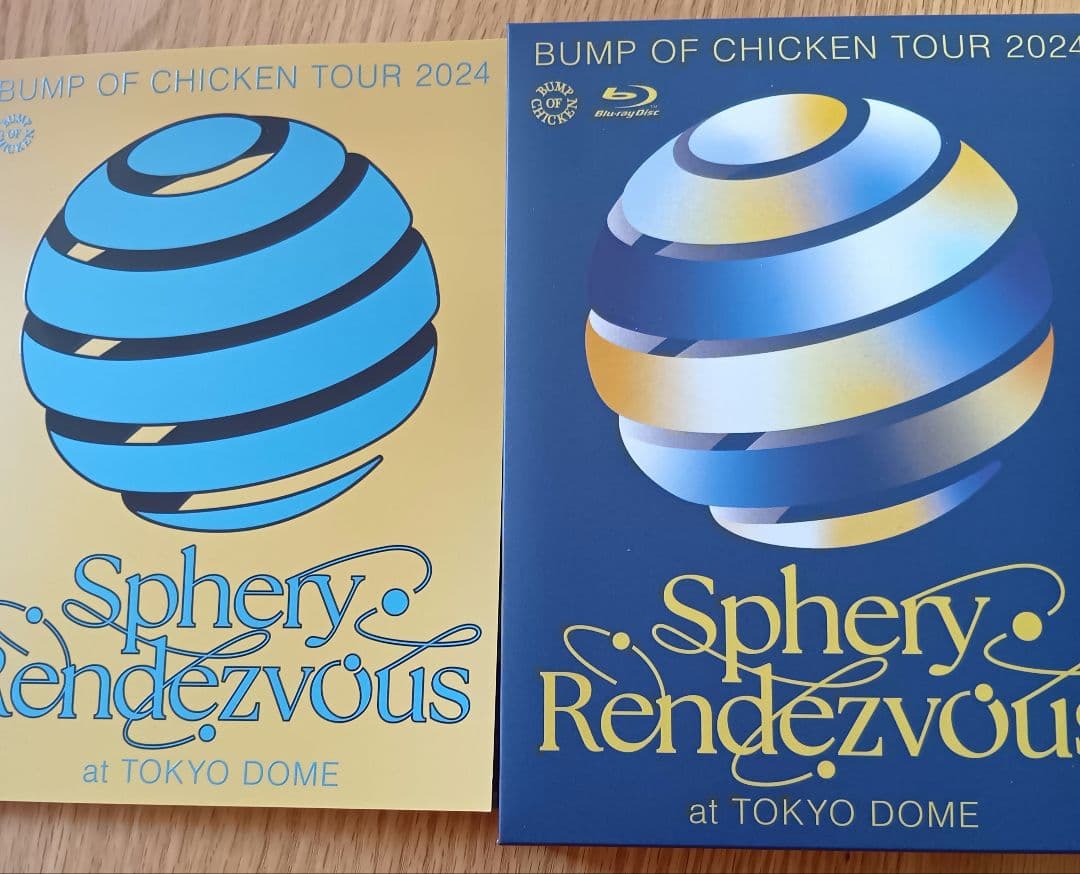 BUMP OF CHICKEN TOUR 2024
BUMP
OF
CHICKEN
Sphery
Rendezvous
at TOKYO DOME
BUMP OF CHICKEN TOUR 2024
BUMP
OF
CHICKEN
Blu-ray Disc
TM
Sphery
Rendezvous
at TOKYO DOME